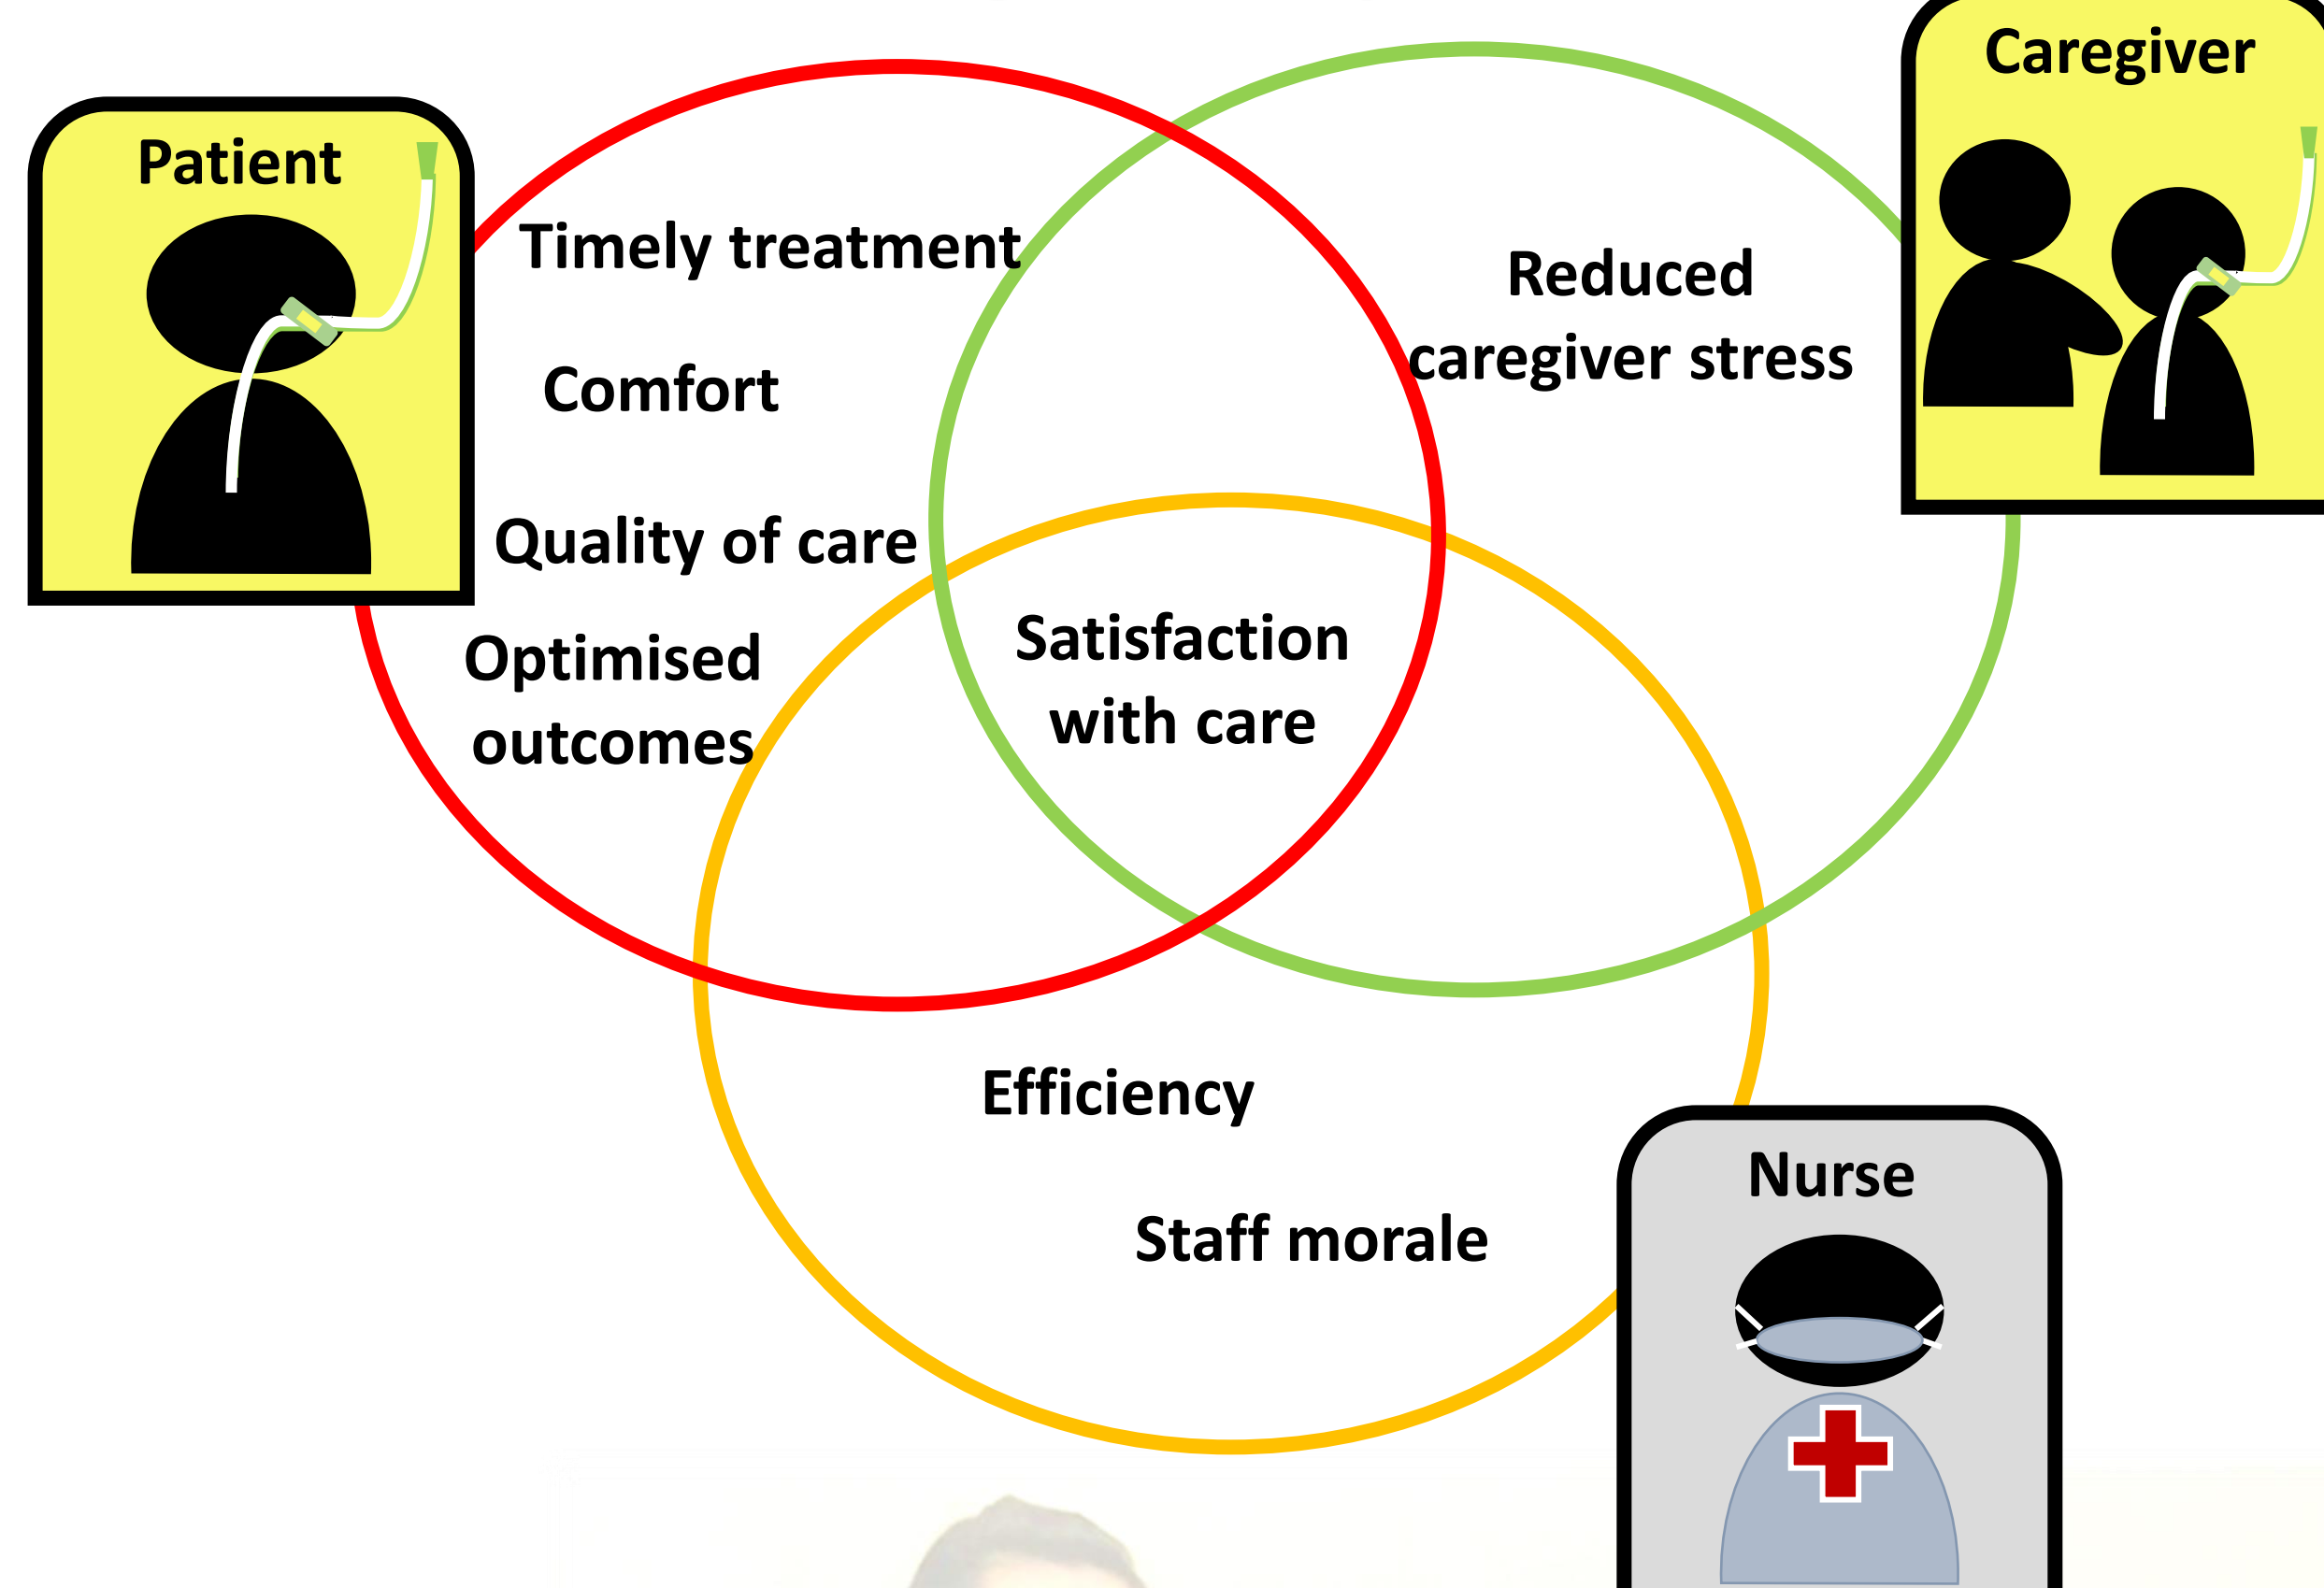 Caregiver
Patient
Timely treatment
Comfort
Quality of care
Optimised
outcomes
Reduced
caregiver stress
Satisfaction
with care
Efficiency
Staff morale
Nurse